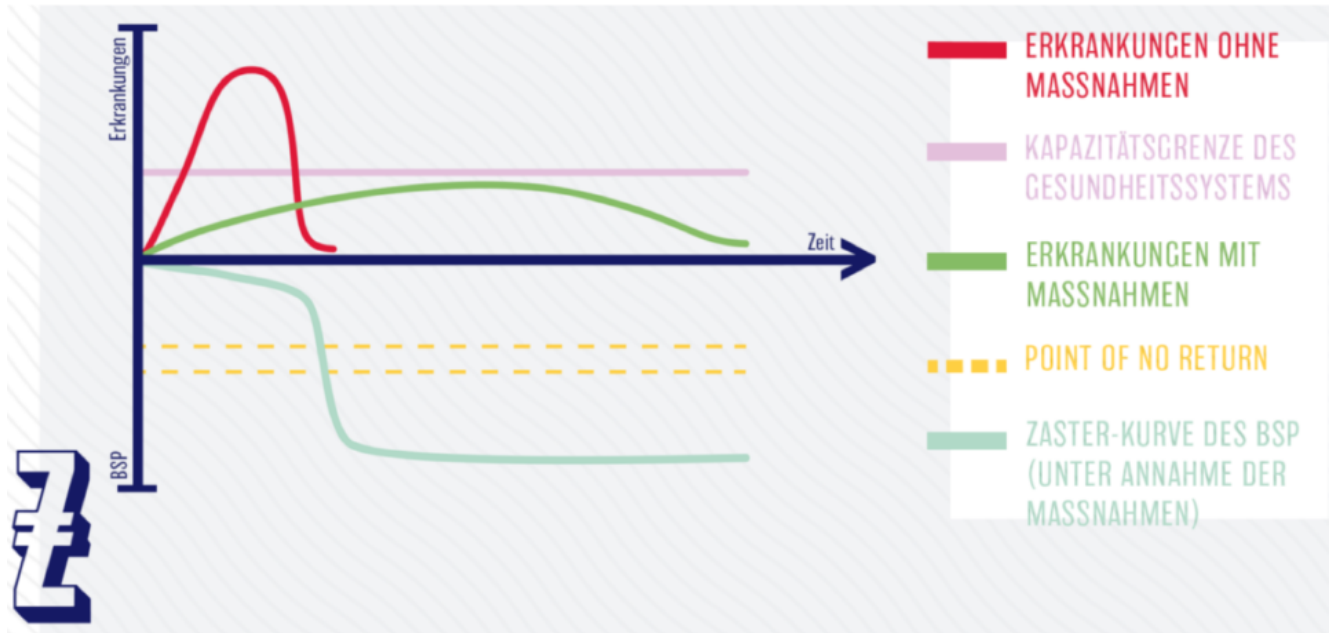 Erkrankungen
BSP
Zeit
ERKRANKUNGEN OHNE
MASSNAHMEN
KAPAZITÄTSGRENZE DES
GESUNDHEITSSYSTEMS
ERKRANKUNGEN MIT
MASSNAHMEN
POINT OF NO RETURN
ZASTER-KURVE DES BSP
(UNTER ANNAHME DER
MASSNAHMEN)